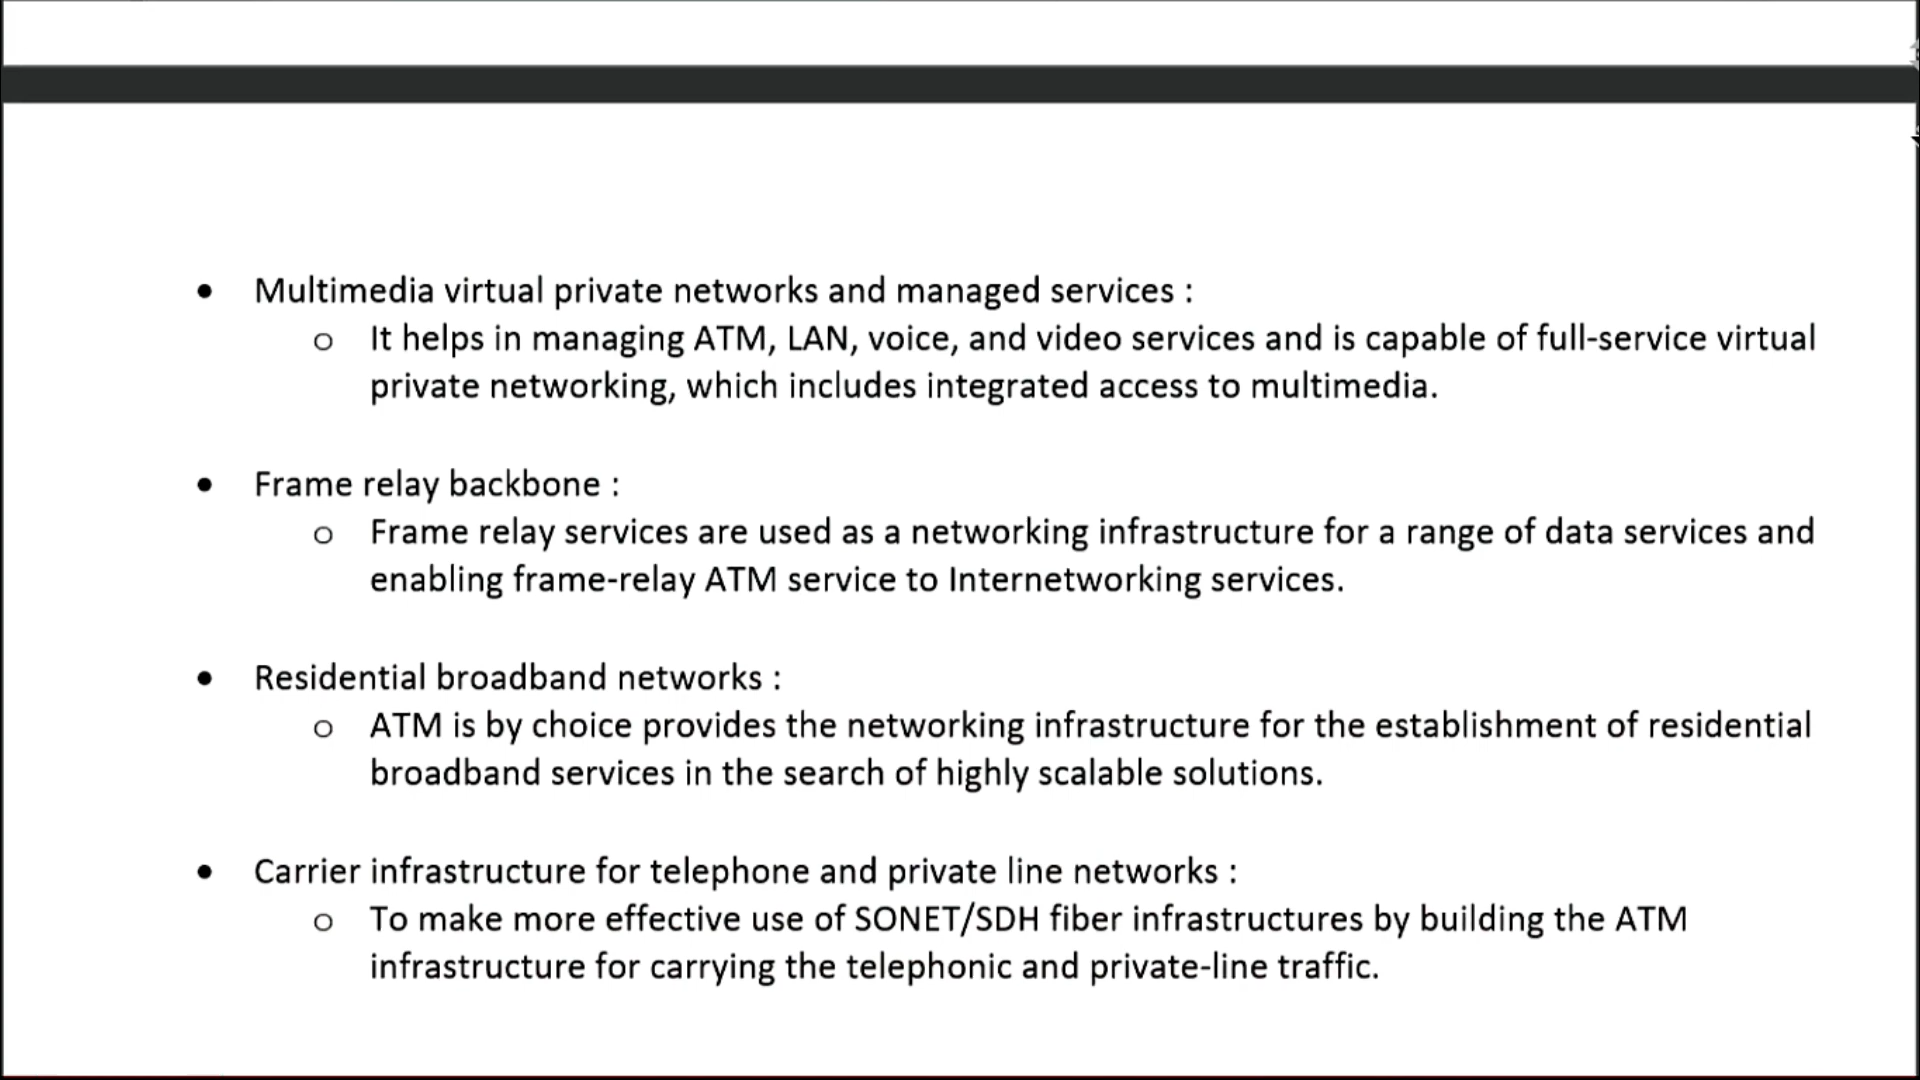 • Multimedia virtual private networks and managed services :
o It helps in managing ATM, LAN, voice, and video services and is capable of full-service virtual
private networking, which includes integrated access to multimedia.
• Frame relay backbone :
o Frame relay services are used as a networking infrastructure for a range of data services and
enabling frame-relay ATM service to Internetworking services.
• Residential broadband networks :
o ATM is by choice provides the networking infrastructure for the establishment of residential
broadband services in the search of highly scalable solutions.
• Carrier infrastructure for telephone and private line networks :
o To make more effective use of SONET/SDH fiber infrastructures by building the ATM
infrastructure for carrying the telephonic and private-line traffic.